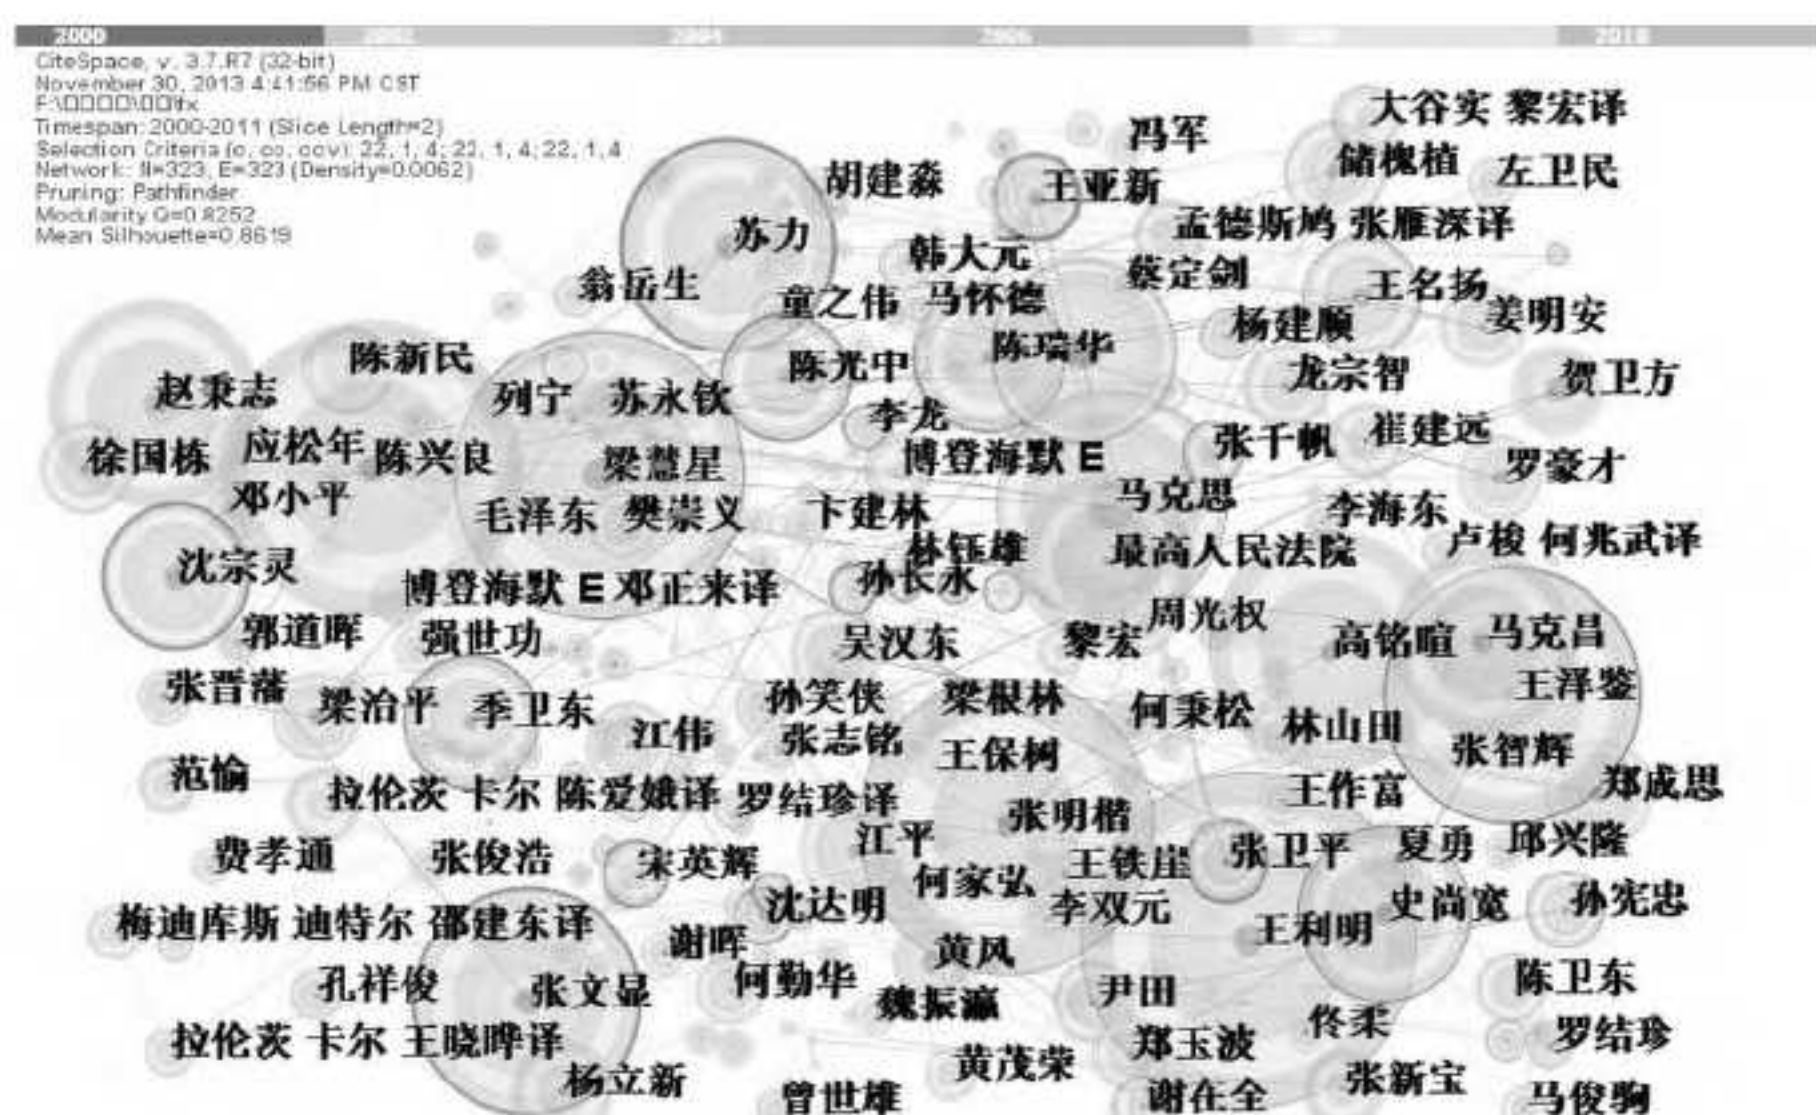 2000 2002 2004 2006 2010
CiteSpace, v. 3.7.R7 (32-bit)
November 30, 2013 4:41:56 PM CST
F:\□□□□\□□\fx
Timespan: 2000-2011 (Slice Length=2)
Selection Criteria (c, cc, ccv): 22, 1, 4; 22, 1, 4; 22, 1, 4
Network: N=323, E=323 (Density=0.0062)
Pruning: Pathfinder
Modularity Q=0.8252
Mean Silhouette=0.8619
大谷实 黎宏译
冯军
储槐植
左卫民
胡建淼
王亚新
孟德斯鸠 张雁深译
苏力
韩大元
蔡定剑
翁岳生
王名扬
童之伟
马怀德
姜明安
杨建顺
陈新民
陈光中
陈瑞华
龙宗智
贺卫方
赵秉志
列宁
苏永钦
李龙
崔建远
张千帆
徐国栋
应松年
陈兴良
梁慧星
博登海默 E
罗豪才
邓小平
毛泽东
樊崇义
卞建林
马克思
李海东
林钰雄
最高人民法院
卢梭 何兆武译
沈宗灵
博登海默 E 邓正来译
孙长永
郭道晖
强世功
吴汉东
黎宏
周光权
高铭暄
马克昌
张晋藩
梁治平
季卫东
孙笑侠
梁根林
何秉松
王泽鉴
江伟
张志铭
王保树
林山田
张智辉
范愉
拉伦茨 卡尔 陈爱娥译
罗结珍译
王作富
郑成思
张明楷
江平
费孝通
张俊浩
宋英辉
王铁崖
张卫平
夏勇
邱兴隆
何家弘
沈达明
李双元
史尚宽
孙宪忠
梅迪库斯 迪特尔 邵建东译
谢晖
王利明
黄风
孔祥俊
张文显
何勤华
尹田
陈卫东
魏振瀛
拉伦茨 卡尔 王晓晔译
郑玉波
佟柔
罗结珍
杨立新
黄茂荣
张新宝
曾世雄
谢在全
马俊驹